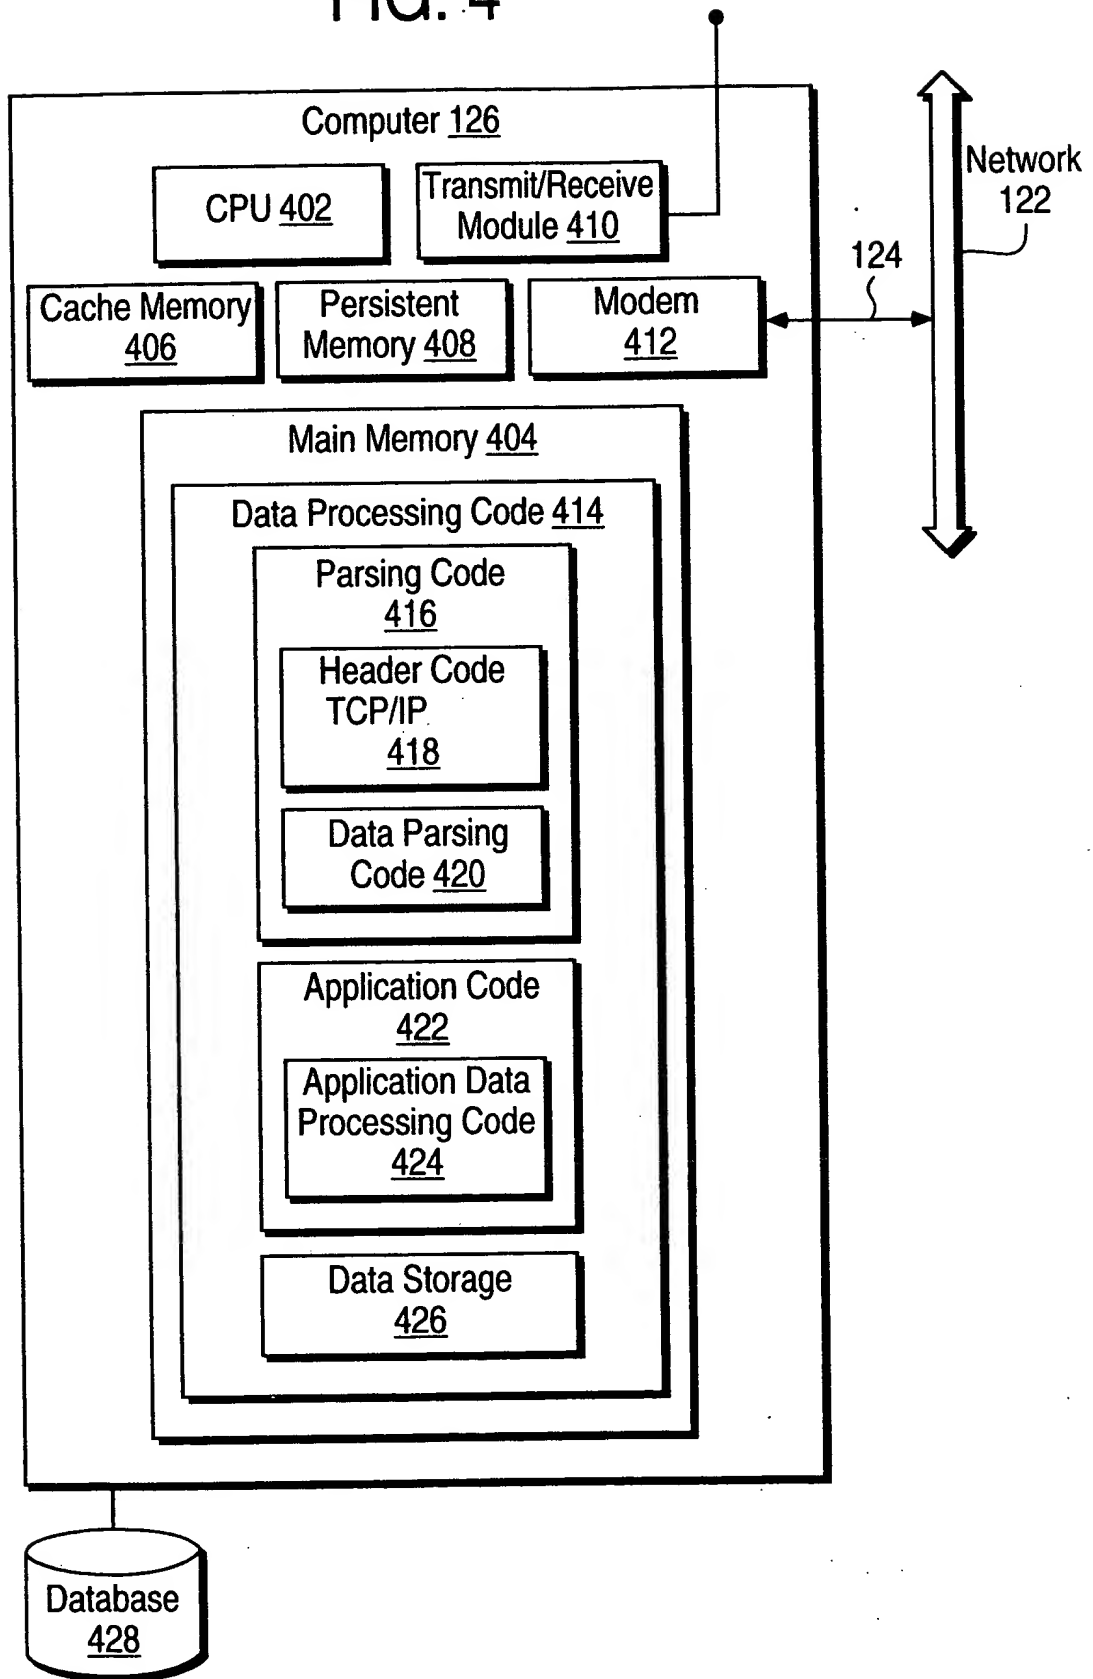 FIG. 4
Computer 126
CPU 402
Transmit/Receive
Module 410
Network
122
124
Cache Memory
406
Persistent
Memory 408
Modem
412
Main Memory 404
Data Processing Code 414
Parsing Code
416
Header Code
TCP/IP
418
Data Parsing
Code 420
Application Code
422
Application Data
Processing Code
424
Data Storage
426
Database
428